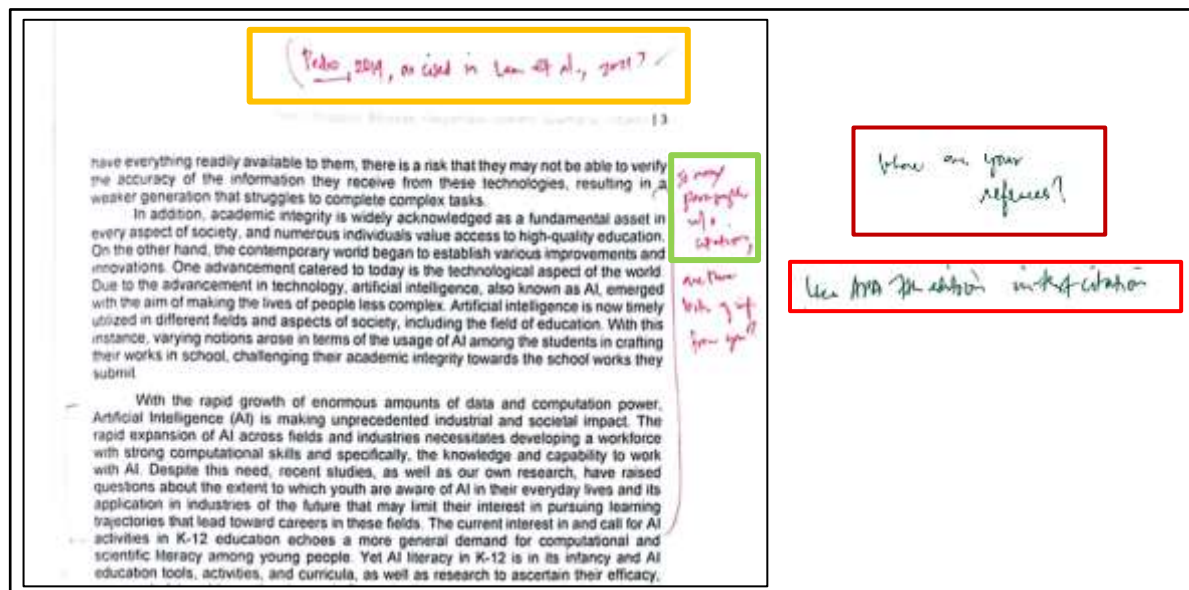 (Pedro, 2019, as cited in Lee et al., 2021)
| 3
have everything readily available to them, there is a risk that they may not be able to verify
the accuracy of the information they receive from these technologies, resulting in a
weaker generation that struggles to complete complex tasks.
In addition, academic integrity is widely acknowledged as a fundamental asset in
every aspect of society, and numerous individuals value access to high-quality education.
On the other hand, the contemporary world began to establish various improvements and
innovations. One advancement catered to today is the technological aspect of the world.
Due to the advancement in technology, artificial intelligence, also known as AI, emerged
with the aim of making the lives of people less complex. Artificial intelligence is now timely
utilized in different fields and aspects of society, including the field of education. With this
instance, varying notions arose in terms of the usage of AI among the students in crafting
their works in school, challenging their academic integrity towards the school works they
submit
With the rapid growth of enormous amounts of data and computation power,
Artificial Intelligence (AI) is making unprecedented industrial and societal impact. The
rapid expansion of AI across fields and industries necessitates developing a workforce
with strong computational skills and specifically, the knowledge and capability to work
with AI. Despite this need, recent studies, as well as our own research, have raised
questions about the extent to which youth are aware of AI in their everyday lives and its
application in industries of the future that may limit their interest in pursuing learning
trajectories that lead toward careers in these fields. The current interest in and call for AI
activities in K-12 education echoes a more general demand for computational and
scientific literacy among young people. Yet AI literacy in K-12 is in its infancy and AI
education tools, activities, and curricula, as well as research to ascertain their efficacy,
so many
paragraphs
w/o
citations,
are these
from you?
Where are your
refrences?
Use APA 7th edition in-text citation